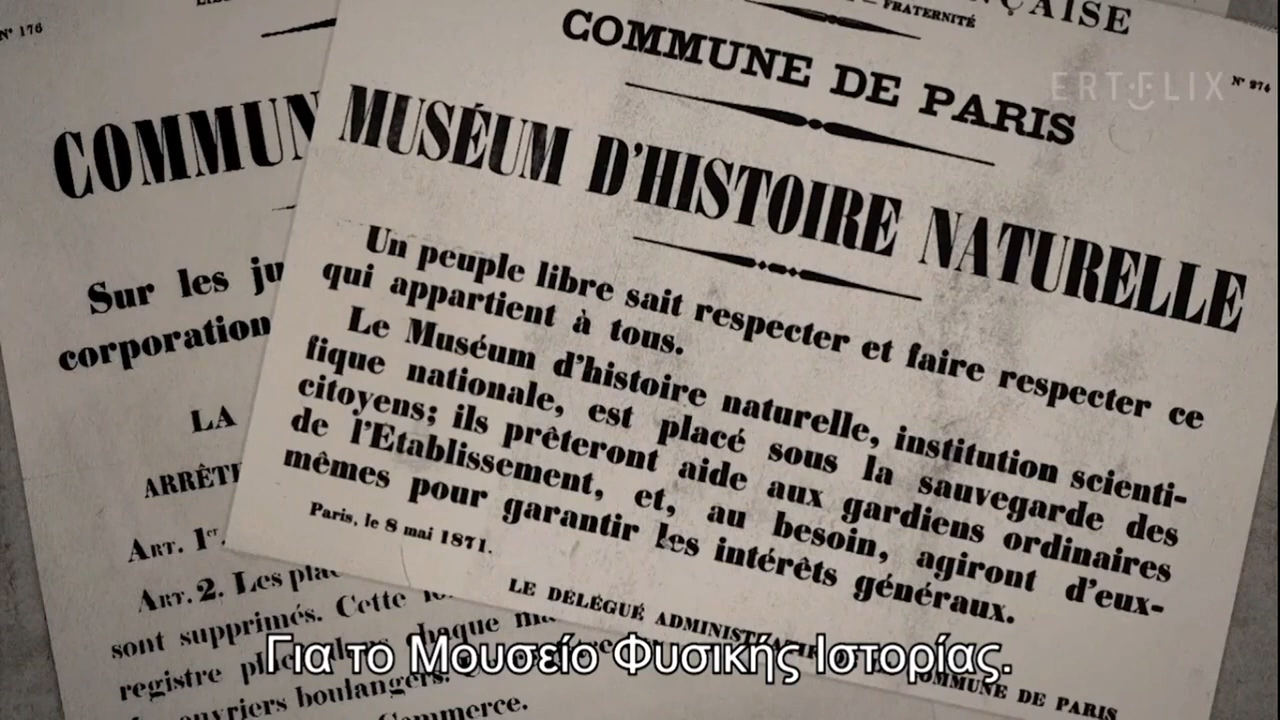 N° 176
COMMUN
Sur les ju
corporation
LA
ARRÊTE
ART. 1er.
ART. 2. Les pla
sont supprimés. Cette
registre
ouvriers boulangers.
Commerce.
ÇAISE
FRATERNITÉ
COMMUNE DE PARIS
N° 274
MUSÉUM D'HISTOIRE NATURELLE
Un peuple libre sait respecter et faire respecter ce
qui appartient à tous.
Le Muséum d'histoire naturelle, institution scienti-
fique nationale, est placé sous la sauvegarde des
citoyens; ils prêteront aide aux gardiens ordinaires
de l'Etablissement, et, au besoin, agiront d'eux-
mêmes pour garantir les intérêts généraux.
Paris, le 8 mai 1871.
LE DÉLÉGUÉ ADMINISTRATIF
COMMUNE DE PARIS
ERTFLIX
Για το Μουσείο Φυσικής Ιστορίας.